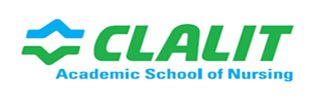 CLALIT
Academic School of Nursing